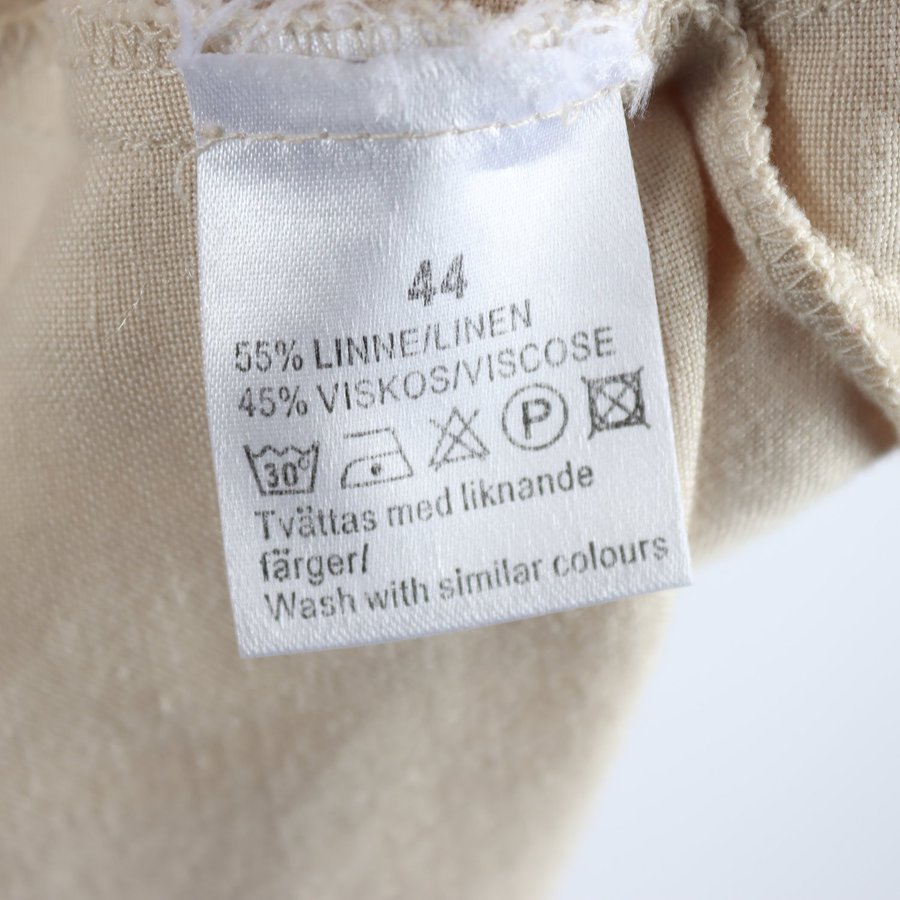 44
55% LINNE/LINEN
45% VISKOS/VISCOSE
30° P
Tvättas med liknande
färger/
Wash with similar colours